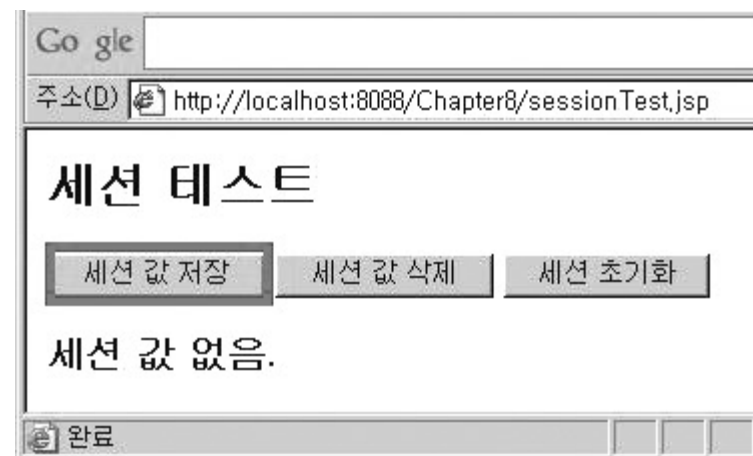 Go gle
주소(D) http://localhost:8088/Chapter8/sessionTest.jsp
세션 테스트
세션 값 저장 세션 값 삭제 세션 초기화
세션 값 없음.
완료